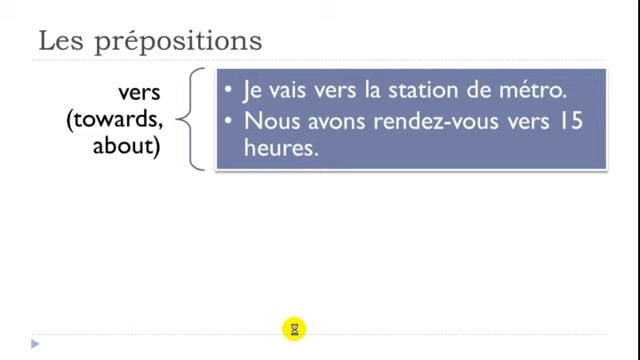 Les prépositions
vers
(towards,
about)
• Je vais vers la station de métro.
• Nous avons rendez-vous vers 15
heures.